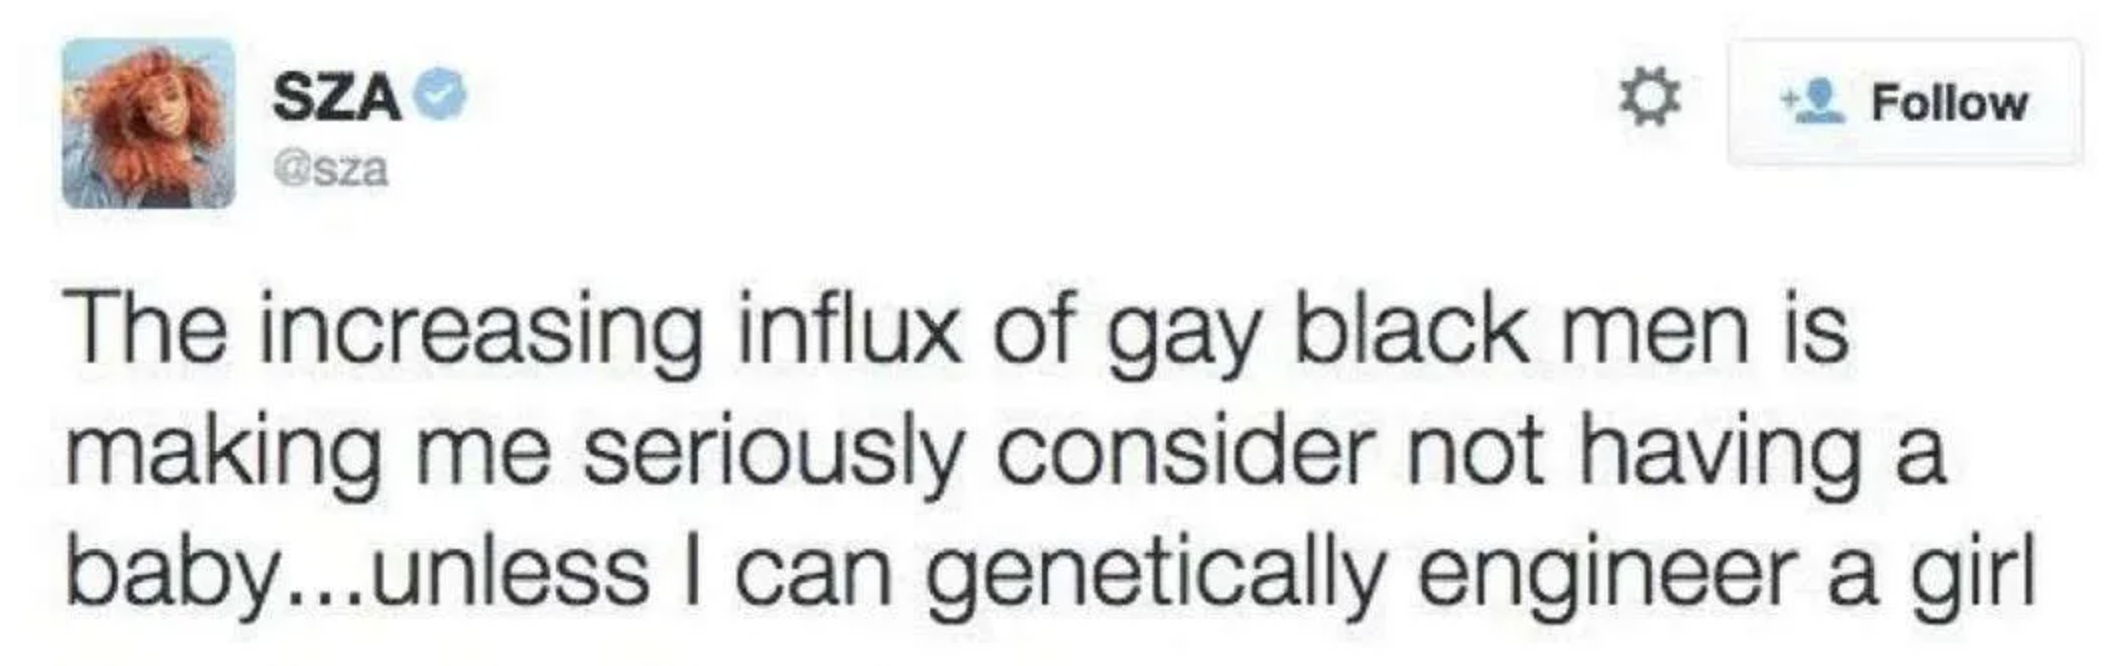 SZA
@sza
Follow
The increasing influx of gay black men is
making me seriously consider not having a
baby...unless I can genetically engineer a girl